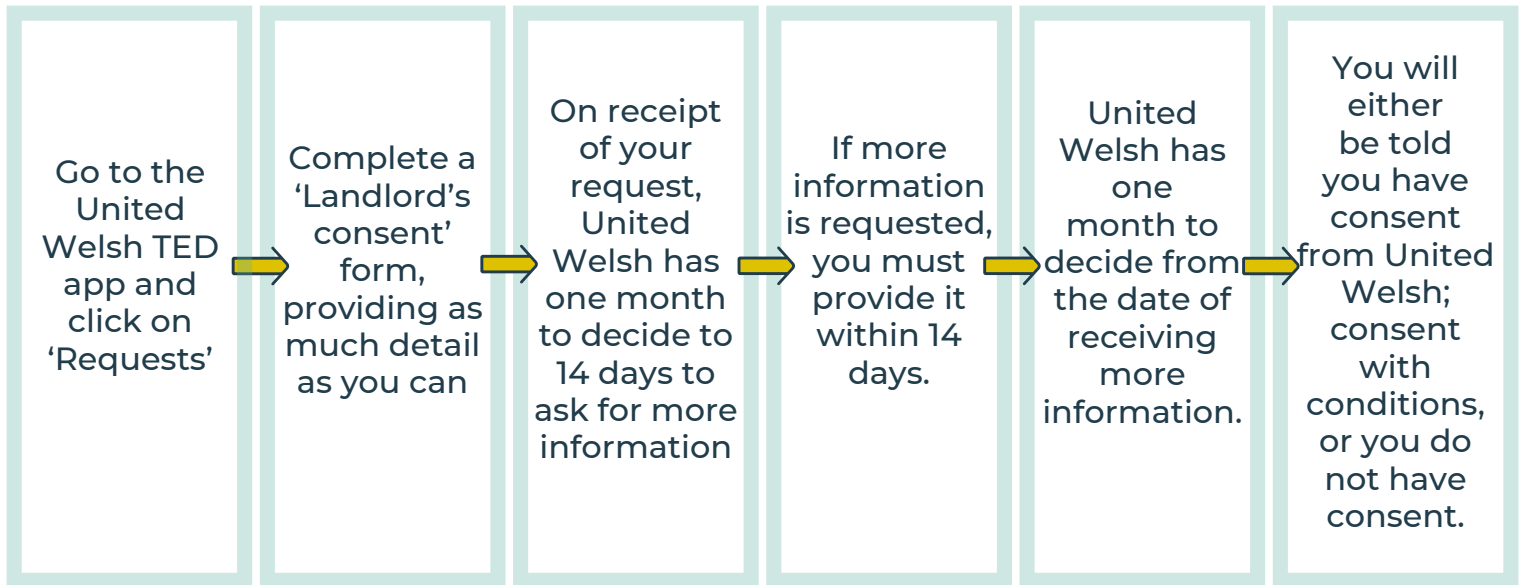 Go to the
United
Welsh TED
app and
click on
‘Requests’
Complete a
‘Landlord’s
consent’
form,
providing as
much detail
as you can
On receipt
of your
request,
United
Welsh has
one month
to decide to
14 days to
ask for more
information
If more
information
is requested,
you must
provide it
within 14
days.
United
Welsh has
one
month to
decide from
the date of
receiving
more
information.
You will
either
be told
you have
consent
from United
Welsh;
consent
with
conditions,
or you do
not have
consent.